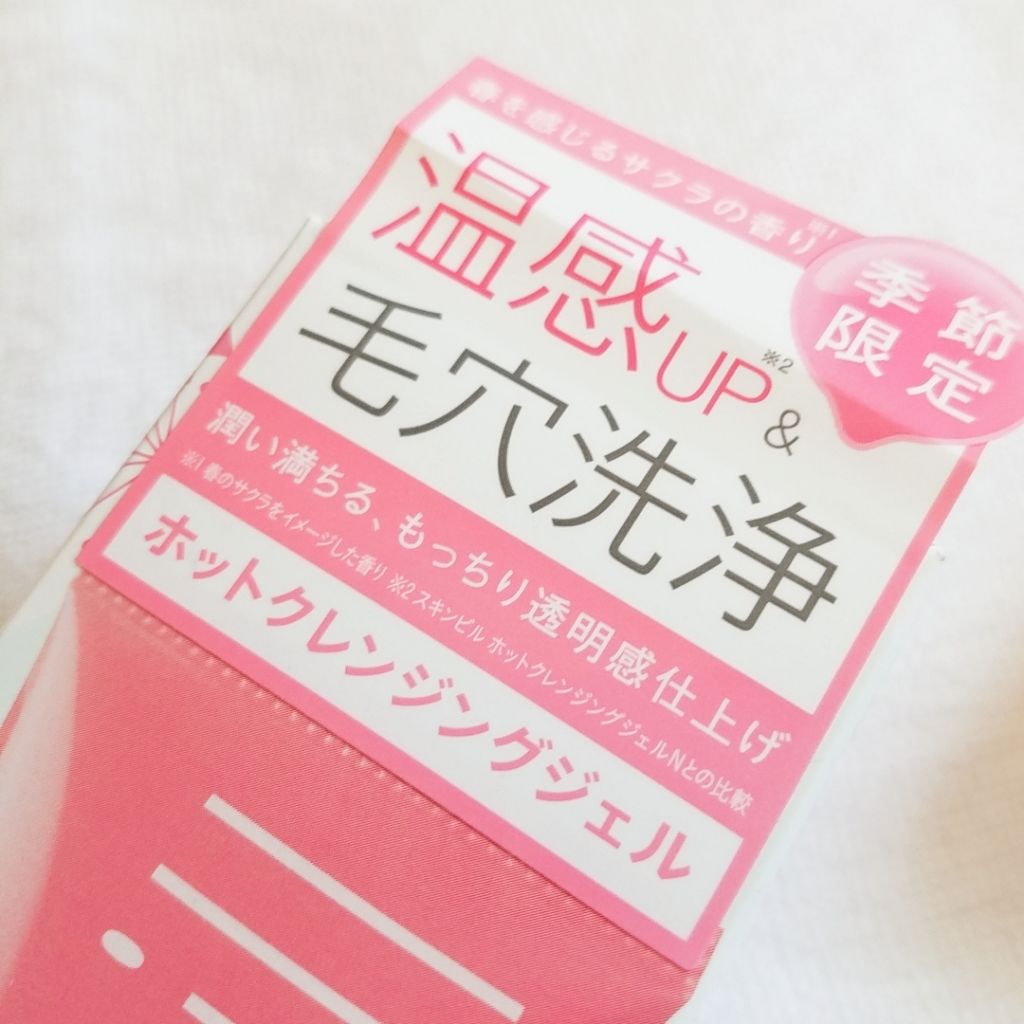 春を感じるサクラの香り※1
季節
限定
温感UP※2 &
毛穴洗浄
潤い満ちる、もっちり透明感仕上げ
※1 春のサクラをイメージした香り ※2 スキンビル ホットクレンジングジェルNとの比較
ホットクレンジングジェル